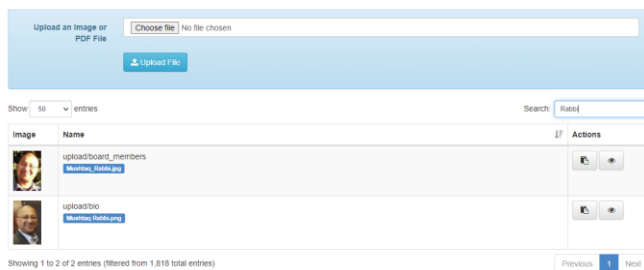 Upload an Image or
PDF File
Choose file No file chosen
Upload File
Show 50 entries
Search: Rabbi
Image Name Actions
upload/board_members
Mushtaq_Rabbi.jpg
upload/bio
Mushtaq Rabbi.png
Showing 1 to 2 of 2 entries (filtered from 1,818 total entries)
Previous 1 Next